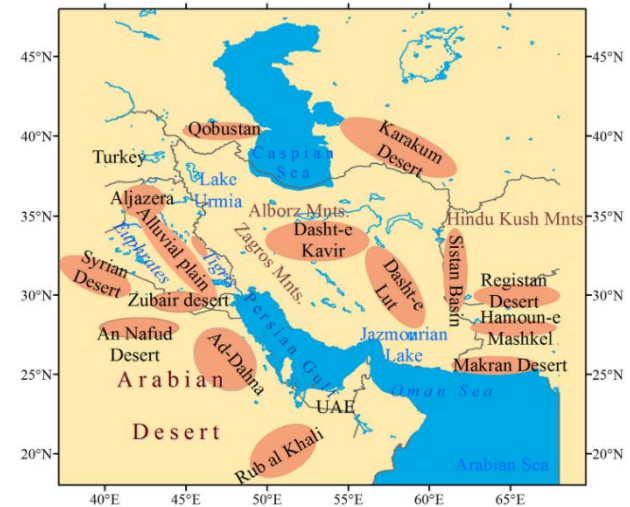 45°N
45°N
Qobustan
Karakum
Desert
40°N
40°N
Turkey
Caspian
Sea
Lake
Urmia
Aljazera
Alborz Mnts.
Hindu Kush Mnts
35°N
35°N
Alluvial plain
Euphrates
Dasht-e
Kavir
Zagros Mnts.
Sistan Basin
Syrian
Desert
Tigris
Dasht-e
Lut
Registan
Desert
30°N
30°N
Zubair desert
Persian Gulf
Hamoun-e
Mashkel
An Nafud
Desert
Ad-Dahna
Jazmourian
Lake
Makran Desert
25°N
25°N
Arabian
Oman Sea
UAE
Desert
Rub al Khali
Arabian Sea
20°N
20°N
40°E
45°E
50°E
55°E
60°E
65°E